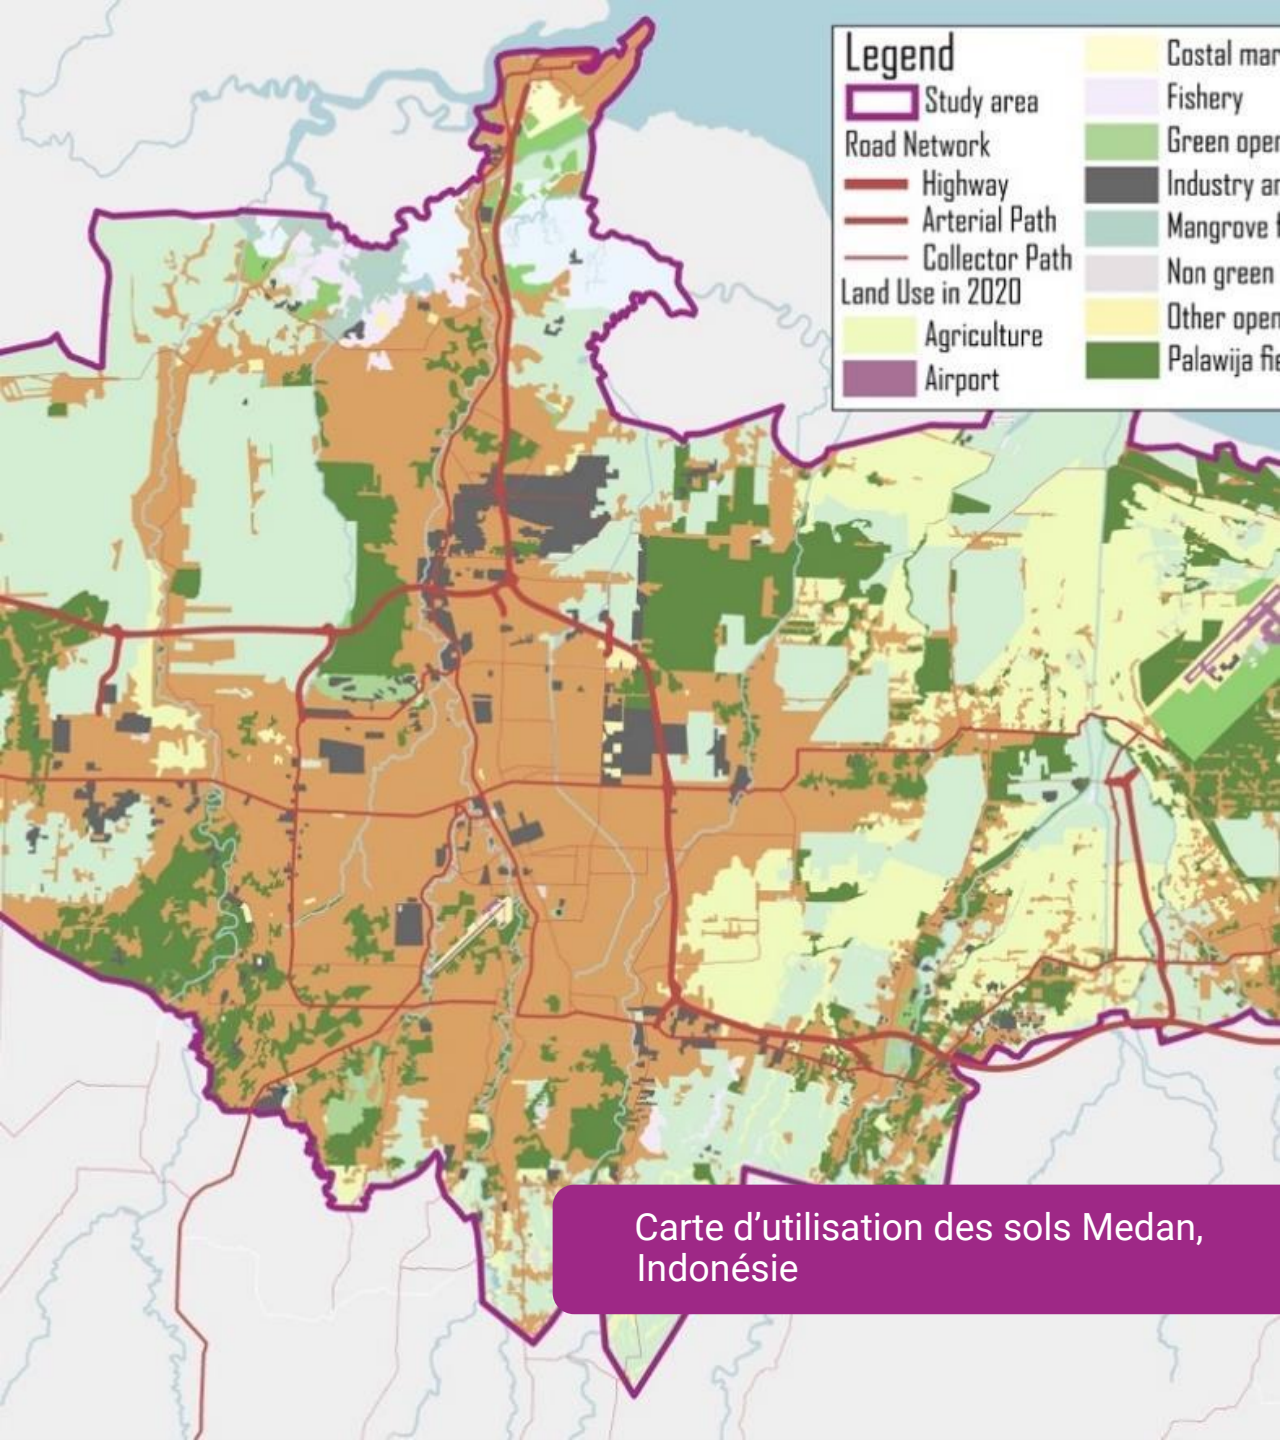 Legend
Study area
Road Network
Highway
Arterial Path
Collector Path
Land Use in 2020
Agriculture
Airport
Costal mar
Fishery
Green oper
Industry ar
Mangrove f
Non green
Other open
Palawija fie
Carte d’utilisation des sols Medan,
Indonésie